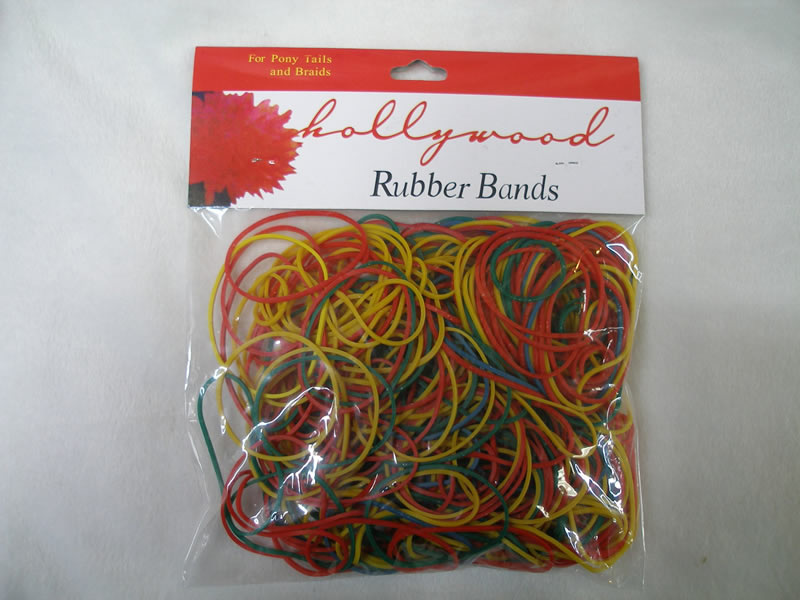 For Pony Tails
and Braids
hollywood
Rubber Bands